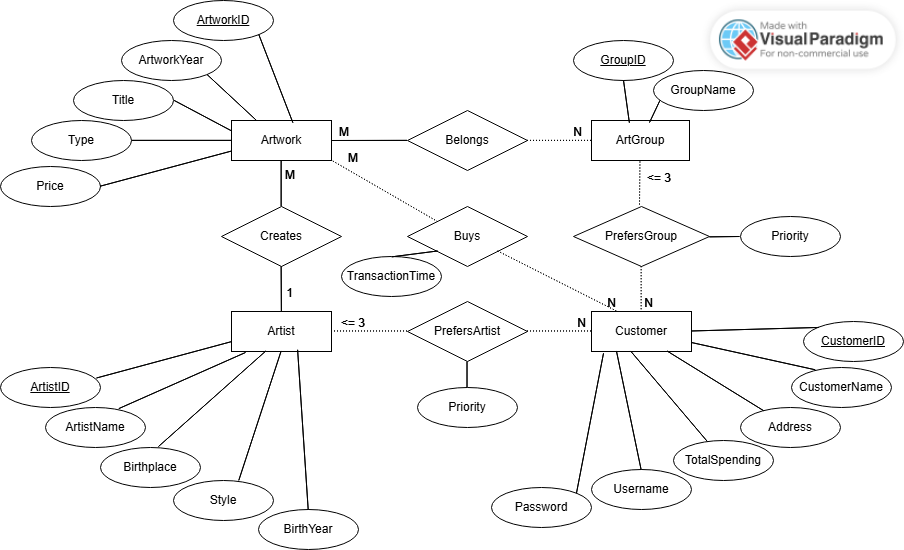 ArtworkID
Made with
VisualParadigm
For non-commercial use
ArtworkYear
GroupID
Title
GroupName
Type
Artwork
M
Belongs
N
ArtGroup
M
Price
M
<= 3
Creates
Buys
PrefersGroup
Priority
TransactionTime
1
N
N
Artist
<= 3
PrefersArtist
N
Customer
CustomerID
ArtistID
CustomerName
Priority
ArtistName
Address
Birthplace
TotalSpending
Style
Username
Password
BirthYear